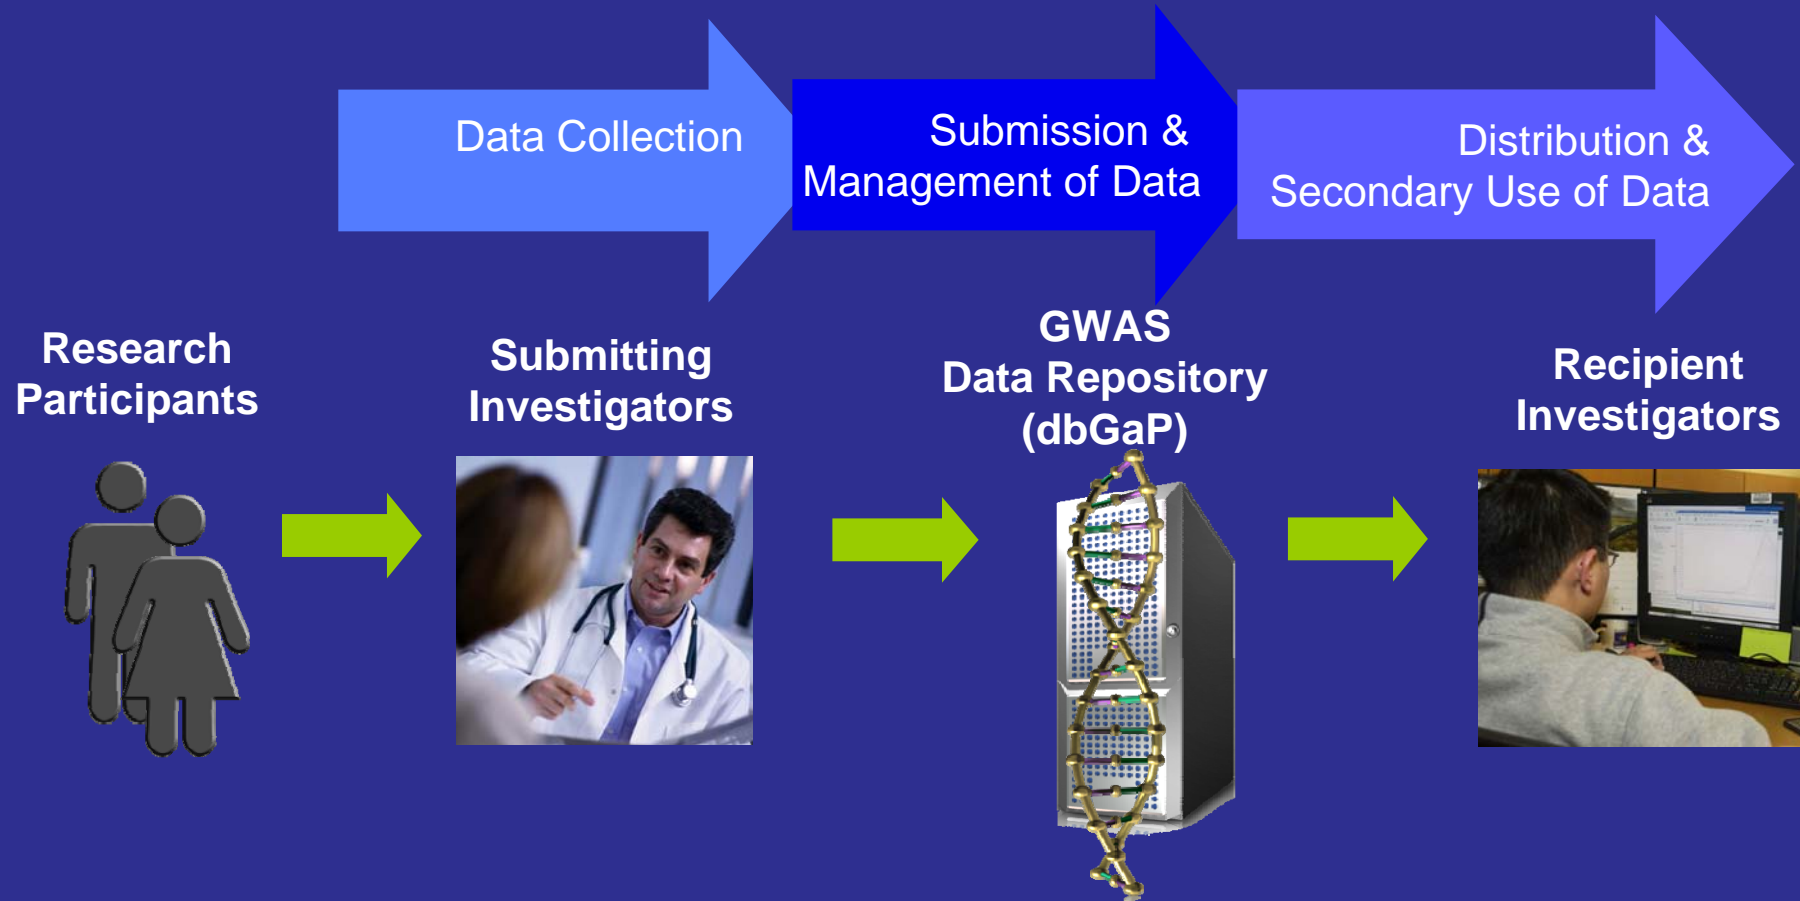 Data Collection
Submission &
Management of Data
Distribution &
Secondary Use of Data
Research
Participants
Submitting
Investigators
GWAS
Data Repository
(dbGaP)
Recipient
Investigators